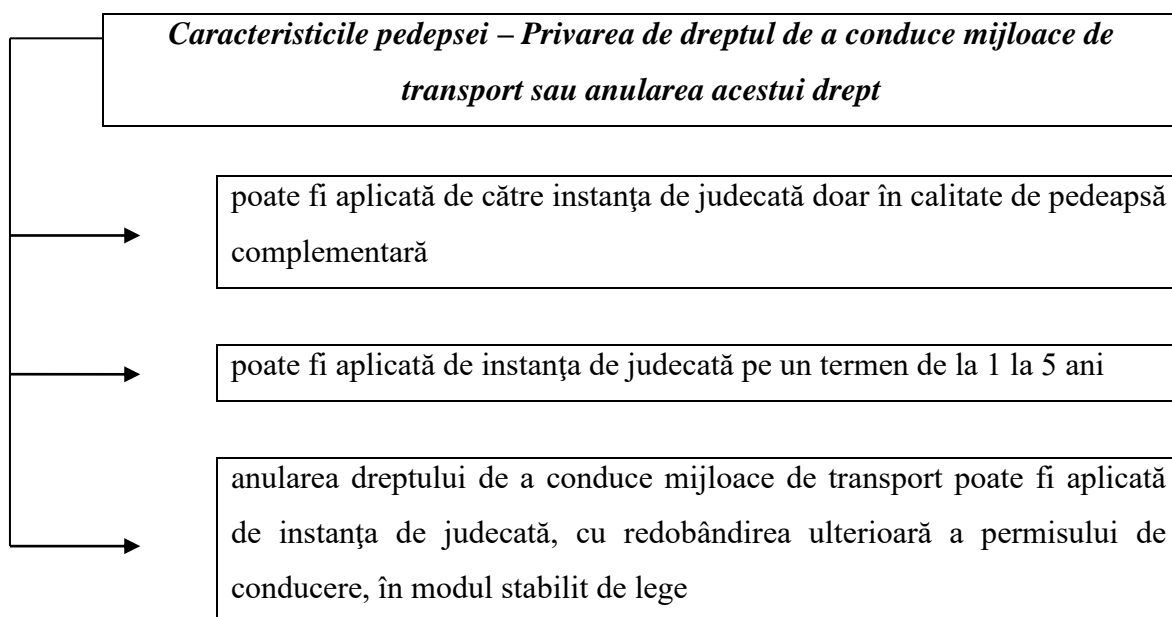 Caracteristicile pedepsei – Privarea de dreptul de a conduce mijloace de
transport sau anularea acestui drept
poate fi aplicată de către instanţa de judecată doar în calitate de pedeapsă
complementară
poate fi aplicată de instanţa de judecată pe un termen de la 1 la 5 ani
anularea dreptului de a conduce mijloace de transport poate fi aplicată
de instanţa de judecată, cu redobândirea ulterioară a permisului de
conducere, în modul stabilit de lege